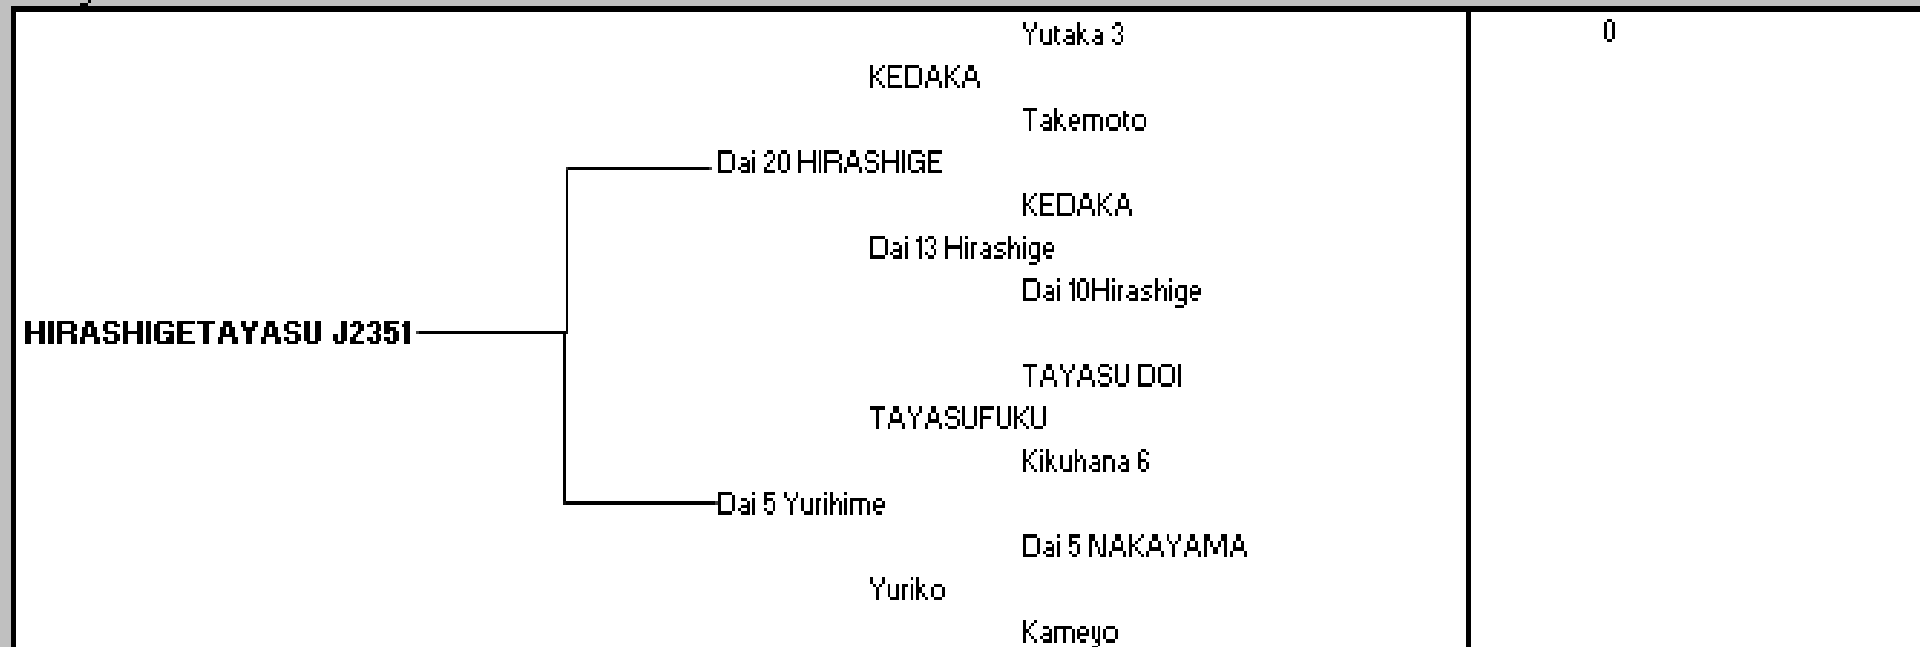 Yutaka 3 0
KEDAKA
Takemoto
Dai 20 HIRASHIGE
KEDAKA
Dai 13 Hirashige
Dai 10Hirashige
HIRASHIGETAYASU J2351
TAYASU DOI
TAYASUFUKU
Kikuhana 6
Dai 5 Yurihime
Dai 5 NAKAYAMA
Yuriko
Kameyo